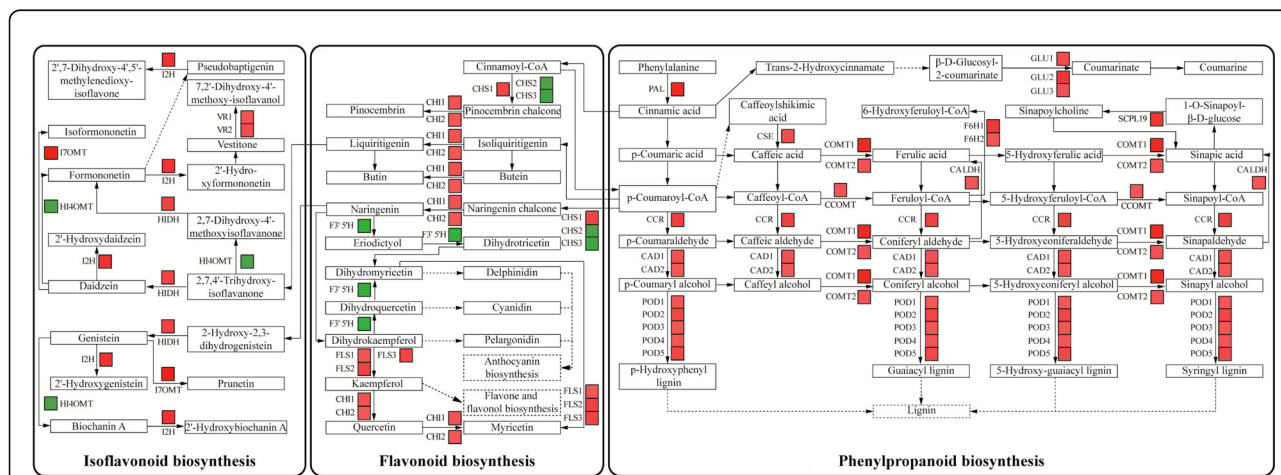 2',7-Dihydroxy-4',5'-
methylenedioxy-
isoflavone
I2H
Pseudobaptigenin
7,2'-Dihydroxy-4'-
methoxy-isoflavanol
VR1
VR2
Isoformononetin
Vestitone
I7OMT
Formononetin
I2H
2'-Hydro-
xyformononetin
HI4OMT
HIDH
2,7-Dihydroxy-4'-
methoxyisoflavanone
2'-Hydroxydaidzein
I2H
HI4OMT
Daidzein
HIDH
2,7,4'-Trihydroxy-
isoflavanone
Genistein
HIDH
2-Hydroxy-2,3-
dihydrogenistein
I2H
2'-Hydroxygenistein
I7OMT
Prunetin
HI4OMT
Biochanin A
I2H
2'-Hydroxybiochanin A
Isoflavonoid biosynthesis
Cinnamoyl-CoA
CHS1
CHS2
CHS3
Pinocembrin
CHI1
CHI2
Pinocembrin chalcone
Liquiritigenin
CHI1
CHI2
Isoliquiritigenin
Butin
CHI1
CHI2
Butein
Naringenin
CHI1
CHI2
Naringenin chalcone
CHS1
CHS2
CHS3
F3' 5'H
F3' 5'H
Eriodictyol
Dihydrotricetin
Dihydromyricetin
Delphinidin
F3' 5'H
Dihydroquercetin
Cyanidin
F3' 5'H
Dihydrokaempferol
Pelargonidin
FLS1
FLS2
FLS3
Anthocyanin
biosynthesis
Kaempferol
Flavone and
flavonol biosynthesis
FLS1
FLS2
FLS3
CHI1
CHI2
Quercetin
CHI1
CHI2
Myricetin
Flavonoid biosynthesis
Phenylalanine
PAL
Cinnamic acid
Trans-2-Hydroxycinnamate
β-D-Glucosyl-
2-coumarinate
GLU1
GLU2
GLU3
Coumarinate
Coumarine
Caffeoylshikimic
acid
CSE
6-Hydroxyferuloyl-CoA
F6H1
F6H2
Sinapoylcholine
SCPL19
1-O-Sinapoyl-
β-D-glucose
p-Coumaric acid
Caffeic acid
COMT1
COMT2
Ferulic acid
5-Hydroxyferulic acid
COMT1
COMT2
Sinapic acid
CALDH
CALDH
p-Coumaroyl-CoA
Caffeoyl-CoA
CCOMT
Feruloyl-CoA
5-Hydroxyferuloyl-CoA
CCOMT
Sinapoyl-CoA
CCR
CCR
CCR
CCR
p-Coumaraldehyde
Caffeic aldehyde
COMT1
COMT2
Coniferyl aldehyde
5-Hydroxyconiferaldehyde
COMT1
COMT2
Sinapaldehyde
CAD1
CAD2
CAD1
CAD2
CAD1
CAD2
CAD1
CAD2
CAD1
CAD2
p-Coumaryl alcohol
Caffeyl alcohol
COMT1
COMT2
Coniferyl alcohol
5-Hydroxyconiferyl alcohol
COMT1
COMT2
Sinapyl alcohol
POD1
POD2
POD3
POD4
POD5
POD1
POD2
POD3
POD4
POD5
POD1
POD2
POD3
POD4
POD5
POD1
POD2
POD3
POD4
POD5
p-Hydroxyphenyl
lignin
Guaiacyl lignin
5-Hydroxy-guaiacyl lignin
Syringyl lignin
Lignin
Phenylpropanoid biosynthesis